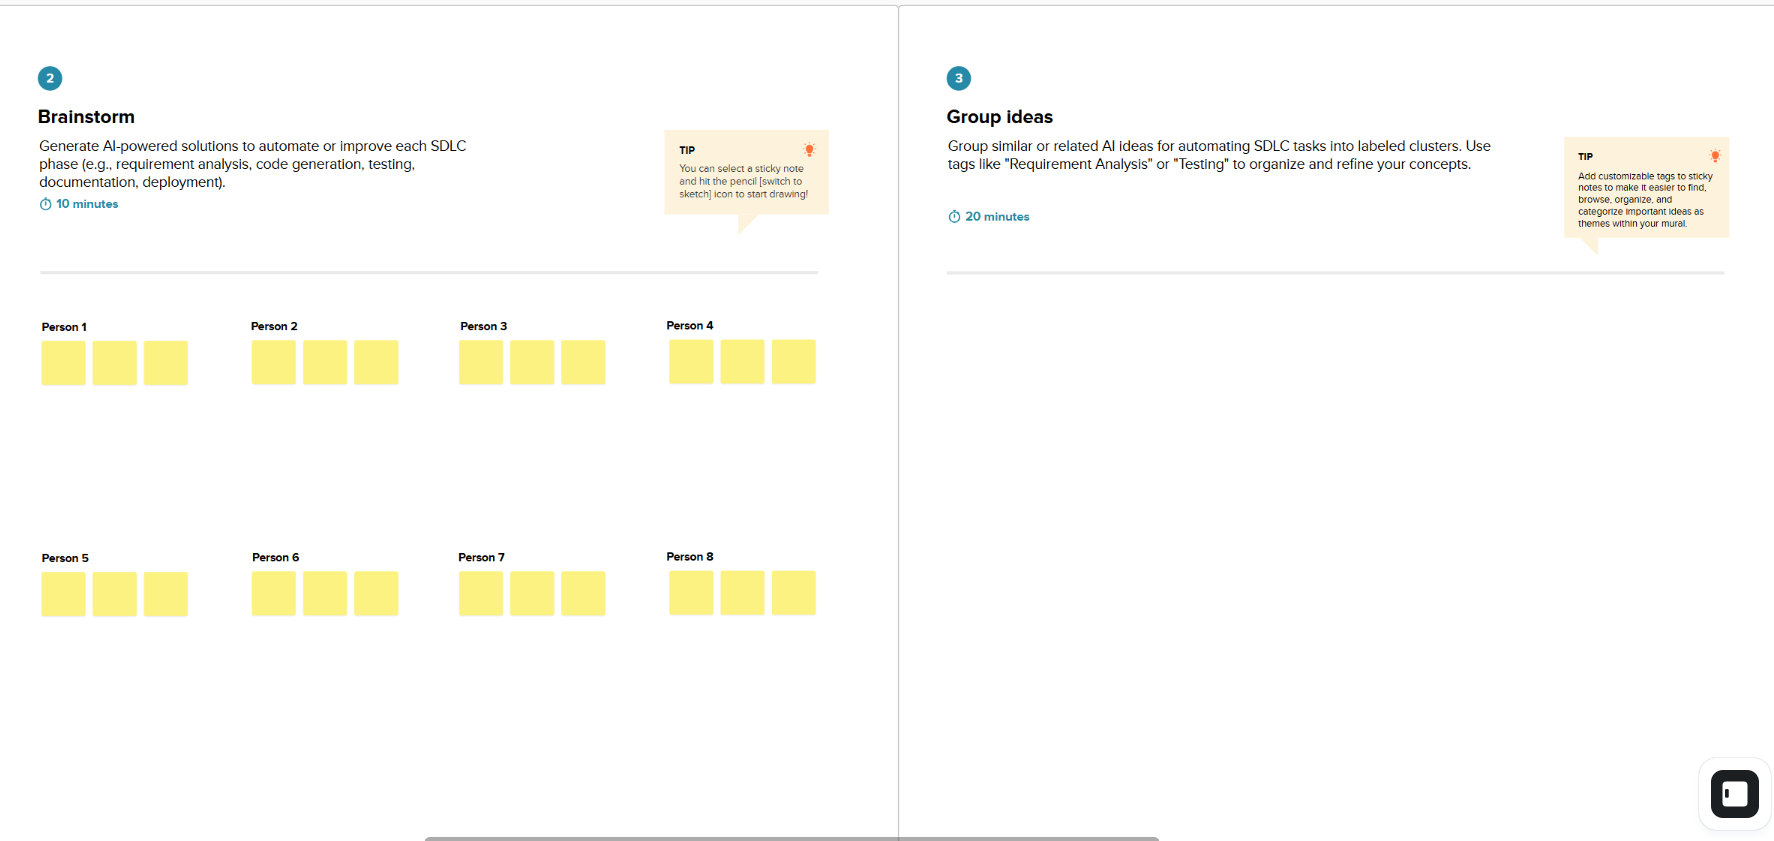 2
Brainstorm
Generate AI-powered solutions to automate or improve each SDLC
phase (e.g., requirement analysis, code generation, testing,
documentation, deployment).
10 minutes
TIP
You can select a sticky note
and hit the pencil [switch to
sketch] icon to start drawing!
Person 1
Person 2
Person 3
Person 4
Person 5
Person 6
Person 7
Person 8
3
Group ideas
Group similar or related AI ideas for automating SDLC tasks into labeled clusters. Use
tags like "Requirement Analysis" or "Testing" to organize and refine your concepts.
20 minutes
TIP
Add customizable tags to sticky
notes to make it easier to find,
browse, organize, and
categorize important ideas as
themes within your mural.